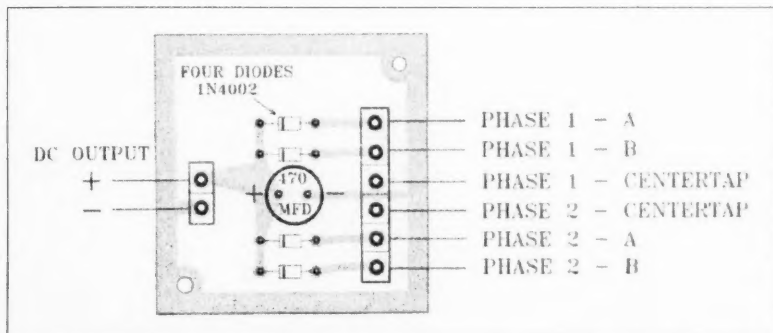 FOUR DIODES
1N4002
PHASE 1 - A
PHASE 1 - B
DC OUTPUT
+
470
PHASE 1 - CENTERTAP
+ -
-
MFD
PHASE 2 - CENTERTAP
PHASE 2 - A
PHASE 2 - B